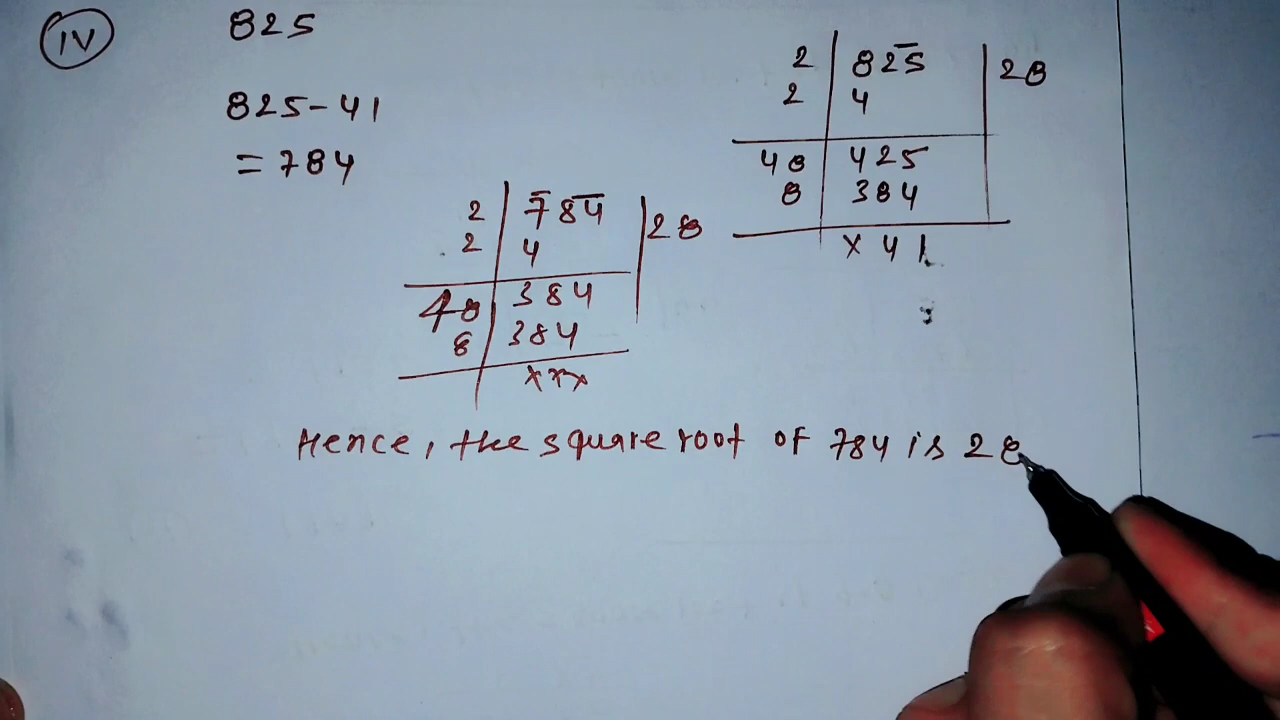 IV 825
825-41
= 784
2 825 28
2 4
48 425
8 384
x 41
2 784 28
2 4
48 384
8 384
xxx
Hence, the square root of 784 is 28